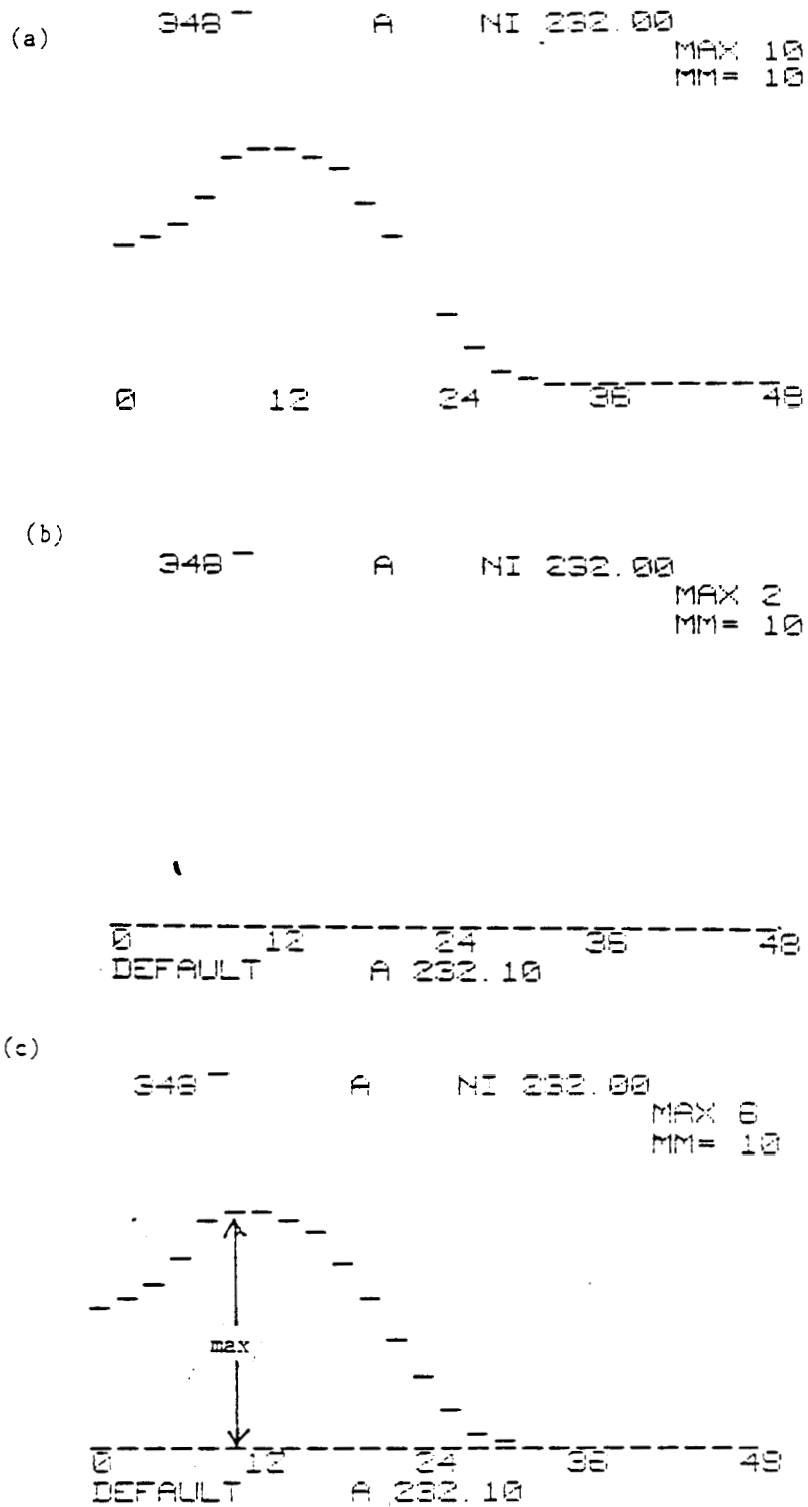 (a)
348 A NI 232.00
MAX 10
MM= 10
0 12 24 36 48
(b)
348 A NI 232.00
MAX 2
MM= 10
0 12 24 36 48
DEFAULT A 232.10
(c)
348 A NI 232.00
MAX 6
MM= 10
max
0 12 24 36 48
DEFAULT A 232.10